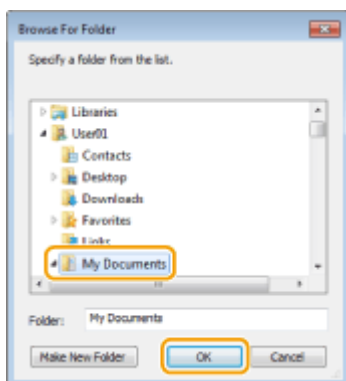 Browse For Folder
Specify a folder from the list.
Libraries
User01
Contacts
Desktop
Downloads
Favorites
Links
My Documents
Folder: My Documents
Make New Folder OK Cancel